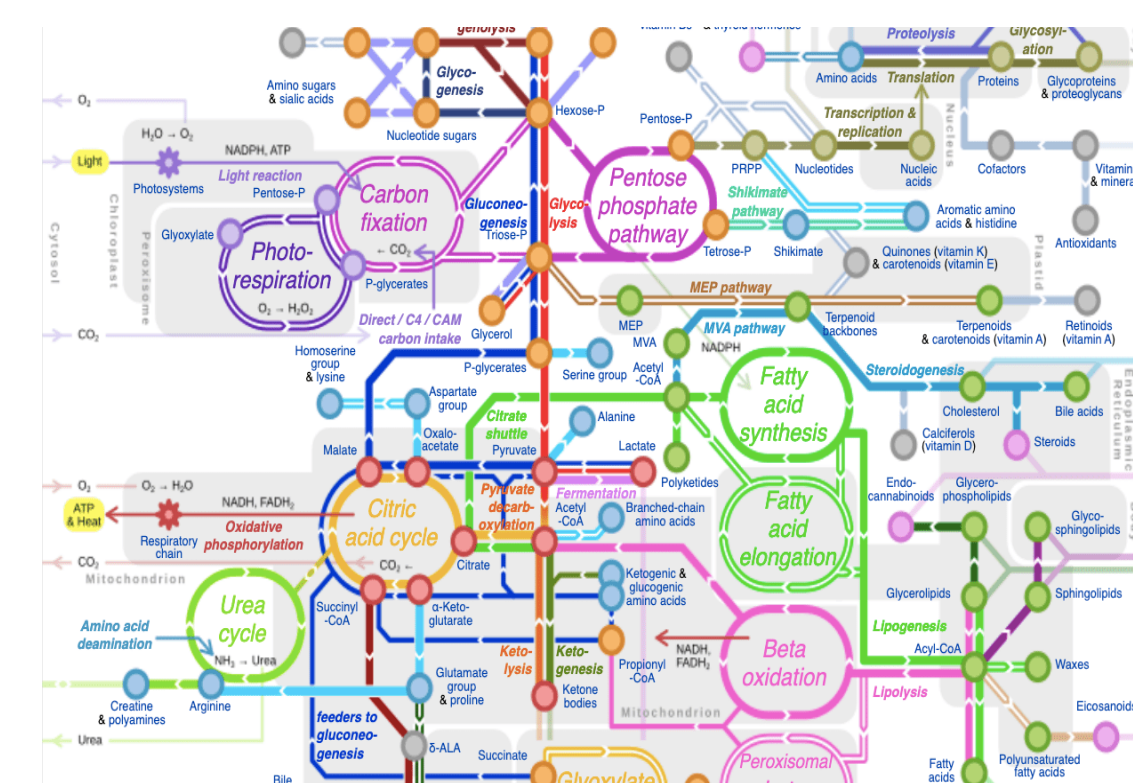 genolysis
Proteolysis
Glycosyl-
ation
Amino sugars
& sialic acids
Glyco-
genesis
Amino acids
Translation
Proteins
Glycoproteins
& proteoglycans
O₂
Nucleotide sugars
Hexose-P
Pentose-P
Transcription &
replication
Nucleus
H₂O → O₂
NADPH, ATP
Light
Light reaction
Photosystems
Pentose-P
Carbon
fixation
Pentose
phosphate
pathway
PRPP
Nucleotides
Nucleic
acids
Cofactors
Vitamin
& minera
Shikimate
pathway
Chloroplast
Cytosol
Peroxisome
Glyoxylate
Photo-
respiration
O₂ → H₂O₂
← CO₂
P-glycerates
Gluconeo-
genesis
Glyco
lysis
Triose-P
Tetrose-P
Shikimate
Aromatic amino
acids & histidine
Antioxidants
Quinones (vitamin K)
& carotenoids (vitamin E)
Plastid
MEP pathway
CO₂
Direct / C4 / CAM
carbon intake
Glycerol
MEP
MVA
MVA pathway
Terpenoid
backbones
Terpenoids
& carotenoids (vitamin A)
Retinoids
(vitamin A)
Homoserine
group
& lysine
P-glycerates
Serine group
Acetyl
-CoA
NADPH
Fatty
acid
synthesis
Steroidogenesis
Cholesterol
Bile acids
Endoplasmic
Reticulum
Aspartate
group
Citrate
shuttle
Alanine
Calciferols
(vitamin D)
Steroids
Malate
Oxalo-
acetate
Pyruvate
Lactate
Polyketides
O₂
O₂ → H₂O
ATP
& Heat
NADH, FADH₂
Respiratory
chain
Oxidative
phosphorylation
Citric
acid cycle
CO₂ ←
Pyruvate
decarb-
oxylation
Fermentation
Acetyl
-CoA
Branched-chain
amino acids
Fatty
acid
elongation
Endo-
cannabinoids
Glycero-
phospholipids
Glyco-
sphingolipids
CO₂
Mitochondrion
Citrate
Succinyl
-CoA
α-Keto-
glutarate
Ketogenic &
glucogenic
amino acids
Glycerolipids
Sphingolipids
Urea
cycle
Amino acid
deamination
NH₃ → Urea
Keto-
lysis
Keto-
genesis
Propionyl
-CoA
NADH,
FADH₂
Beta
oxidation
Lipogenesis
Acyl-CoA
Lipolysis
Waxes
Creatine
& polyamines
Arginine
Glutamate
group
& proline
Ketone
bodies
Mitochondrion
Eicosanoids
feeders to
gluconeo-
genesis
Urea
δ-ALA
Succinate
Glyoxylate
Peroxisomal
Polyunsaturated
fatty acids
Fatty
acids
Bile